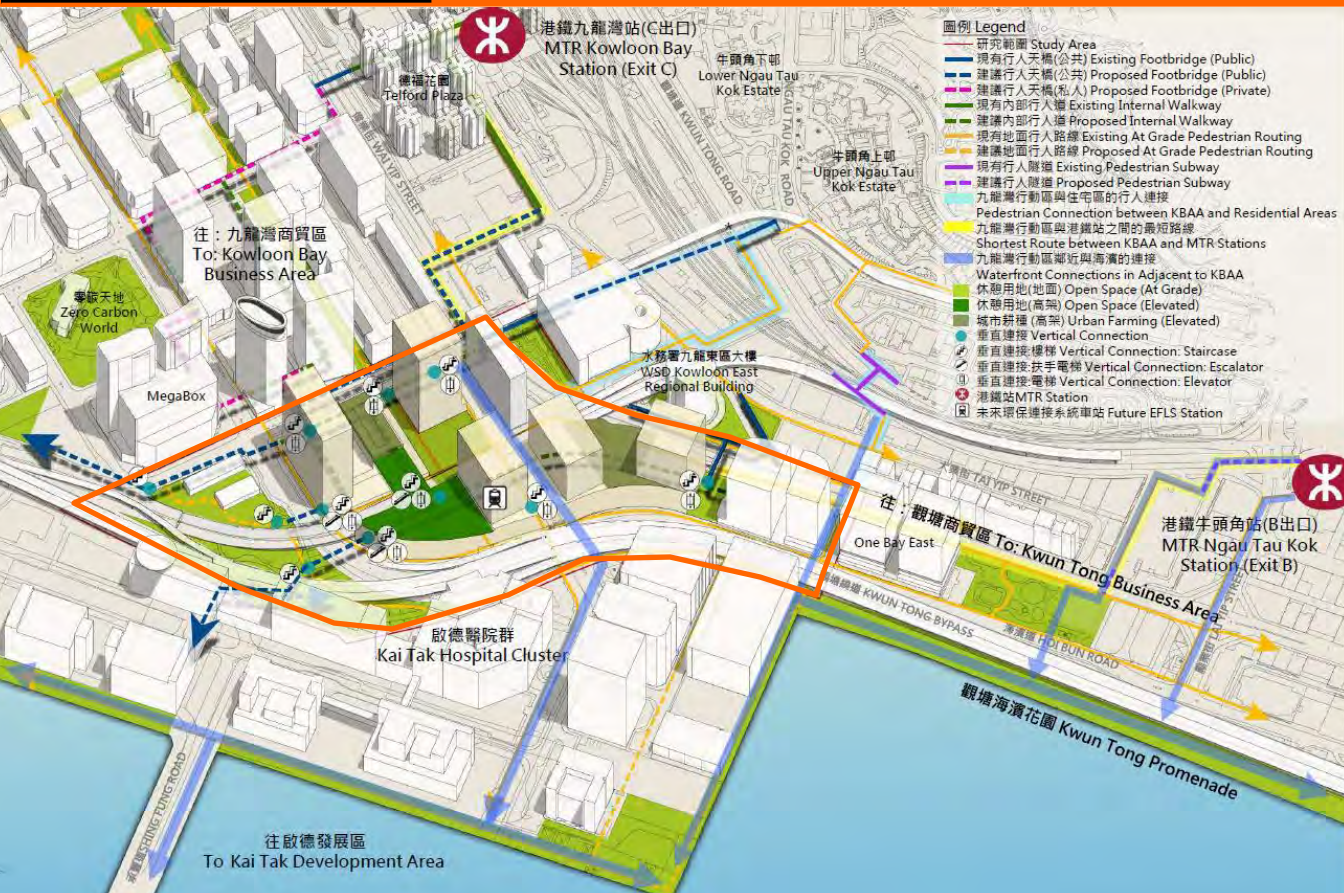 港鐵九龍灣站(C出口)
MTR Kowloon Bay
Station (Exit C)
德福花園
Telford Plaza
牛頭角下邨
Lower Ngau Tau
Kok Estate
牛頭角上邨
Upper Ngau Tau
Kok Estate
WAI YIP STREET
KWUN TONG ROAD
NGAU TAU KOK ROAD
圖例 Legend
研究範圍 Study Area
現有行人天橋(公共) Existing Footbridge (Public)
建議行人天橋(公共) Proposed Footbridge (Public)
建議行人天橋(私人) Proposed Footbridge (Private)
現有內部行人道 Existing Internal Walkway
建議內部行人道 Proposed Internal Walkway
現有地面行人路線 Existing At Grade Pedestrian Routing
建議地面行人路線 Proposed At Grade Pedestrian Routing
現有行人隧道 Existing Pedestrian Subway
建議行人隧道 Proposed Pedestrian Subway
九龍灣行動區與住宅區的行人連接
Pedestrian Connection between KBAA and Residential Areas
九龍灣行動區與港鐵站之間的最短路線
Shortest Route between KBAA and MTR Stations
九龍灣行動區鄰近與海濱的連接
Waterfront Connections in Adjacent to KBAA
休憩用地(地面) Open Space (At Grade)
休憩用地(高架) Open Space (Elevated)
城市耕種 (高架) Urban Farming (Elevated)
垂直連接 Vertical Connection
垂直連接:樓梯 Vertical Connection: Staircase
垂直連接:扶手電梯 Vertical Connection: Escalator
垂直連接:電梯 Vertical Connection: Elevator
港鐵站MTR Station
未來環保連接系統車站 Future EFLS Station
往：九龍灣商貿區
To: Kowloon Bay
Business Area
零碳天地
Zero Carbon
World
MegaBox
水務署九龍東區大樓
WSD Kowloon East
Regional Building
大業街 TAI YIP STREET
港鐵牛頭角站(B出口)
MTR Ngau Tau Kok
Station (Exit B)
往：觀塘商貿區 To: Kwun Tong Business Area
One Bay East
觀塘繞道 KWUN TONG BYPASS
海濱道 HOI BUN ROAD
LAI YIP STREET
觀塘海濱花園 Kwun Tong Promenade
啟德醫院群
Kai Tak Hospital Cluster
SHING FUNG ROAD
往啟德發展區
To Kai Tak Development Area